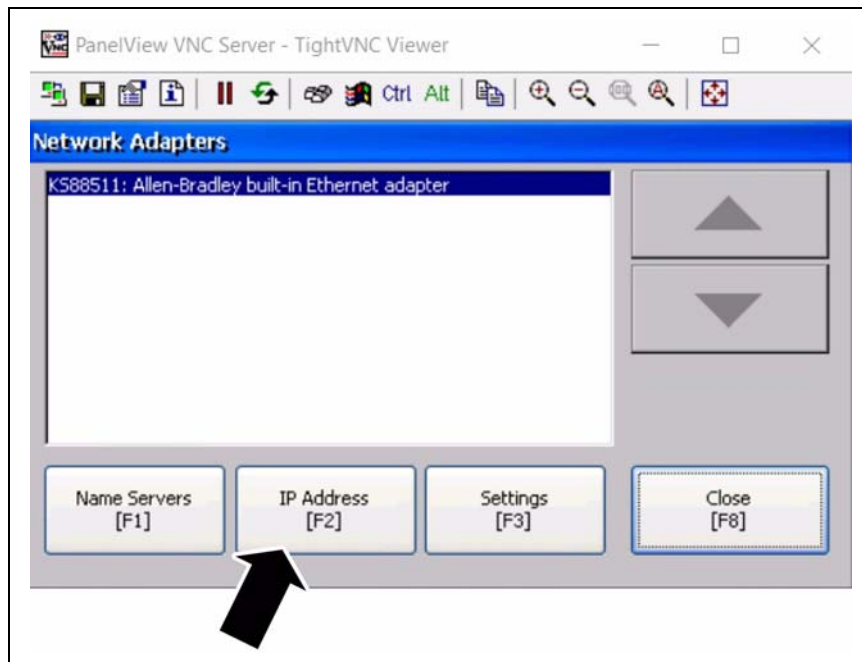 PanelView VNC Server - TightVNC Viewer
Ctrl Alt
Network Adapters
KS88511: Allen-Bradley built-in Ethernet adapter
Name Servers
[F1]
IP Address
[F2]
Settings
[F3]
Close
[F8]